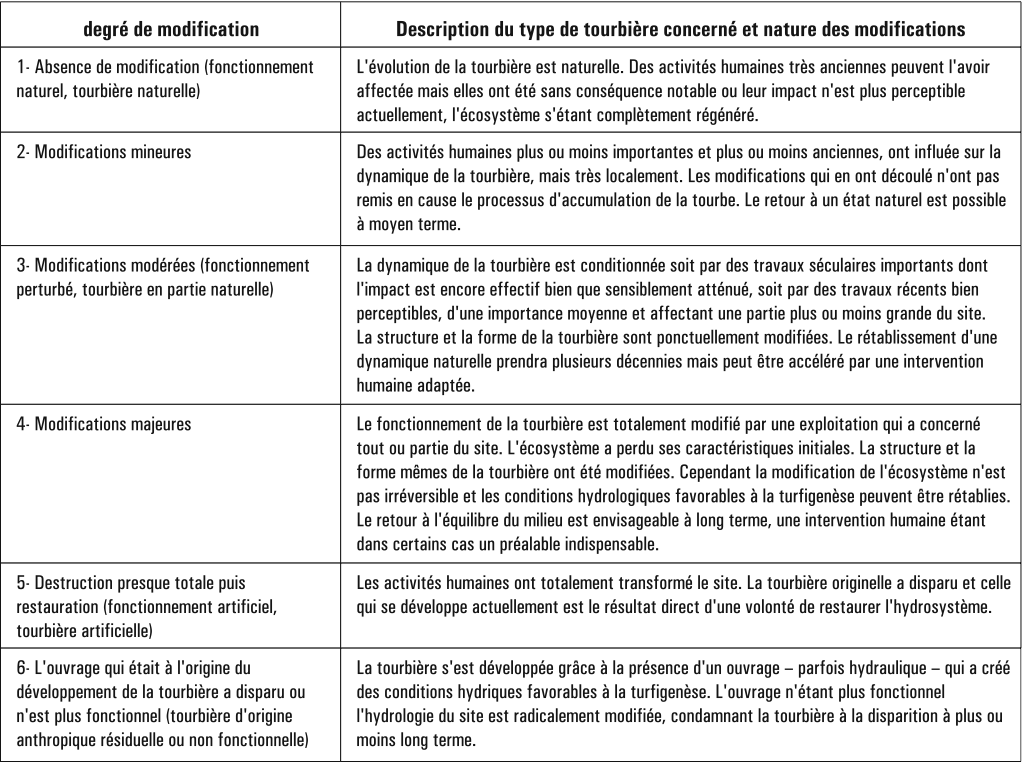 degré de modification
Description du type de tourbière concerné et nature des modifications
1- Absence de modification (fonctionnement
naturel, tourbière naturelle)
L'évolution de la tourbière est naturelle. Des activités humaines très anciennes peuvent l'avoir
affectée mais elles ont été sans conséquence notable ou leur impact n'est plus perceptible
actuellement, l'écosystème s'étant complètement régénéré.
2- Modifications mineures
Des activités humaines plus ou moins importantes et plus ou moins anciennes, ont influée sur la
dynamique de la tourbière, mais très localement. Les modifications qui en ont découlé n'ont pas
remis en cause le processus d'accumulation de la tourbe. Le retour à un état naturel est possible
à moyen terme.
3- Modifications modérées (fonctionnement
perturbé, tourbière en partie naturelle)
La dynamique de la tourbière est conditionnée soit par des travaux séculaires importants dont
l'impact est encore effectif bien que sensiblement atténué, soit par des travaux récents bien
perceptibles, d'une importance moyenne et affectant une partie plus ou moins grande du site.
La structure et la forme de la tourbière sont ponctuellement modifiées. Le rétablissement d'une
dynamique naturelle prendra plusieurs décennies mais peut être accéléré par une intervention
humaine adaptée.
4- Modifications majeures
Le fonctionnement de la tourbière est totalement modifié par une exploitation qui a concerné
tout ou partie du site. L'écosystème a perdu ses caractéristiques initiales. La structure et la
forme mêmes de la tourbière ont été modifiées. Cependant la modification de l'écosystème n'est
pas irréversible et les conditions hydrologiques favorables à la turfigenèse peuvent être rétablies.
Le retour à l'équilibre du milieu est envisageable à long terme, une intervention humaine étant
dans certains cas un préalable indispensable.
5- Destruction presque totale puis
restauration (fonctionnement artificiel,
tourbière artificielle)
Les activités humaines ont totalement transformé le site. La tourbière originelle a disparu et celle
qui se développe actuellement est le résultat direct d'une volonté de restaurer l'hydrosystème.
6- L'ouvrage qui était à l'origine du
développement de la tourbière a disparu ou
n'est plus fonctionnel (tourbière d'origine
anthropique résiduelle ou non fonctionnelle)
La tourbière s'est développée grâce à la présence d'un ouvrage – parfois hydraulique – qui a créé
des conditions hydriques favorables à la turfigenèse. L'ouvrage n'étant plus fonctionnel
l'hydrologie du site est radicalement modifiée, condamnant la tourbière à la disparition à plus ou
moins long terme.